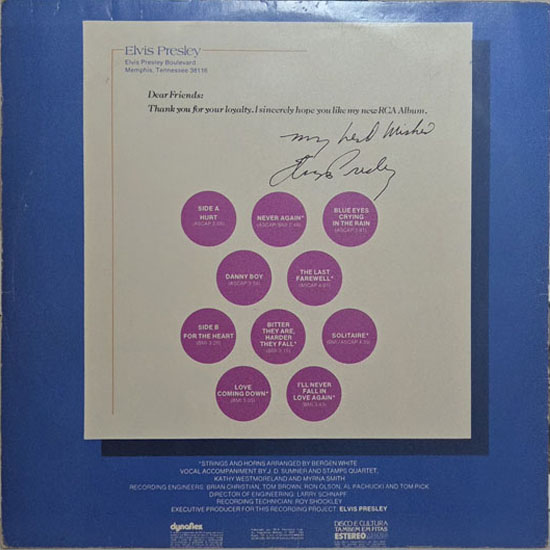 Elvis Presley
Elvis Presley Boulevard
Memphis, Tennessee 38116
Dear Friends:
Thank you for your loyalty. I sincerely hope you like my new RCA Album.
My best Wishes
Elvis Presley
SIDE A
HURT
NEVER AGAIN*
BLUE EYES
CRYING
IN THE RAIN
DANNY BOY
THE LAST
FAREWELL*
SIDE B
FOR THE HEART
BITTER
THEY ARE,
HARDER
THEY FALL*
SOLITAIRE*
LOVE
COMING DOWN*
I'LL NEVER
FALL IN
LOVE AGAIN*
*STRINGS AND HORNS ARRANGED BY BERGEN WHITE
VOCAL ACCOMPANIMENT BY J. D. SUMNER AND STAMPS QUARTET,
KATHY WESTMORELAND AND MYRNA SMITH
RECORDING ENGINEERS: BRIAN CHRISTIAN, TOM BROWN, RON OLSON, AL PACHUCKI AND TOM PICK
DIRECTOR OF ENGINEERING: LARRY SCHNAPF
RECORDING TECHNICIAN: ROY SHOCKLEY
EXECUTIVE PRODUCER FOR THIS RECORDING PROJECT: ELVIS PRESLEY
dynaflex
DISCO É CULTURA
TAMBÉM EM FITAS
ESTEREO